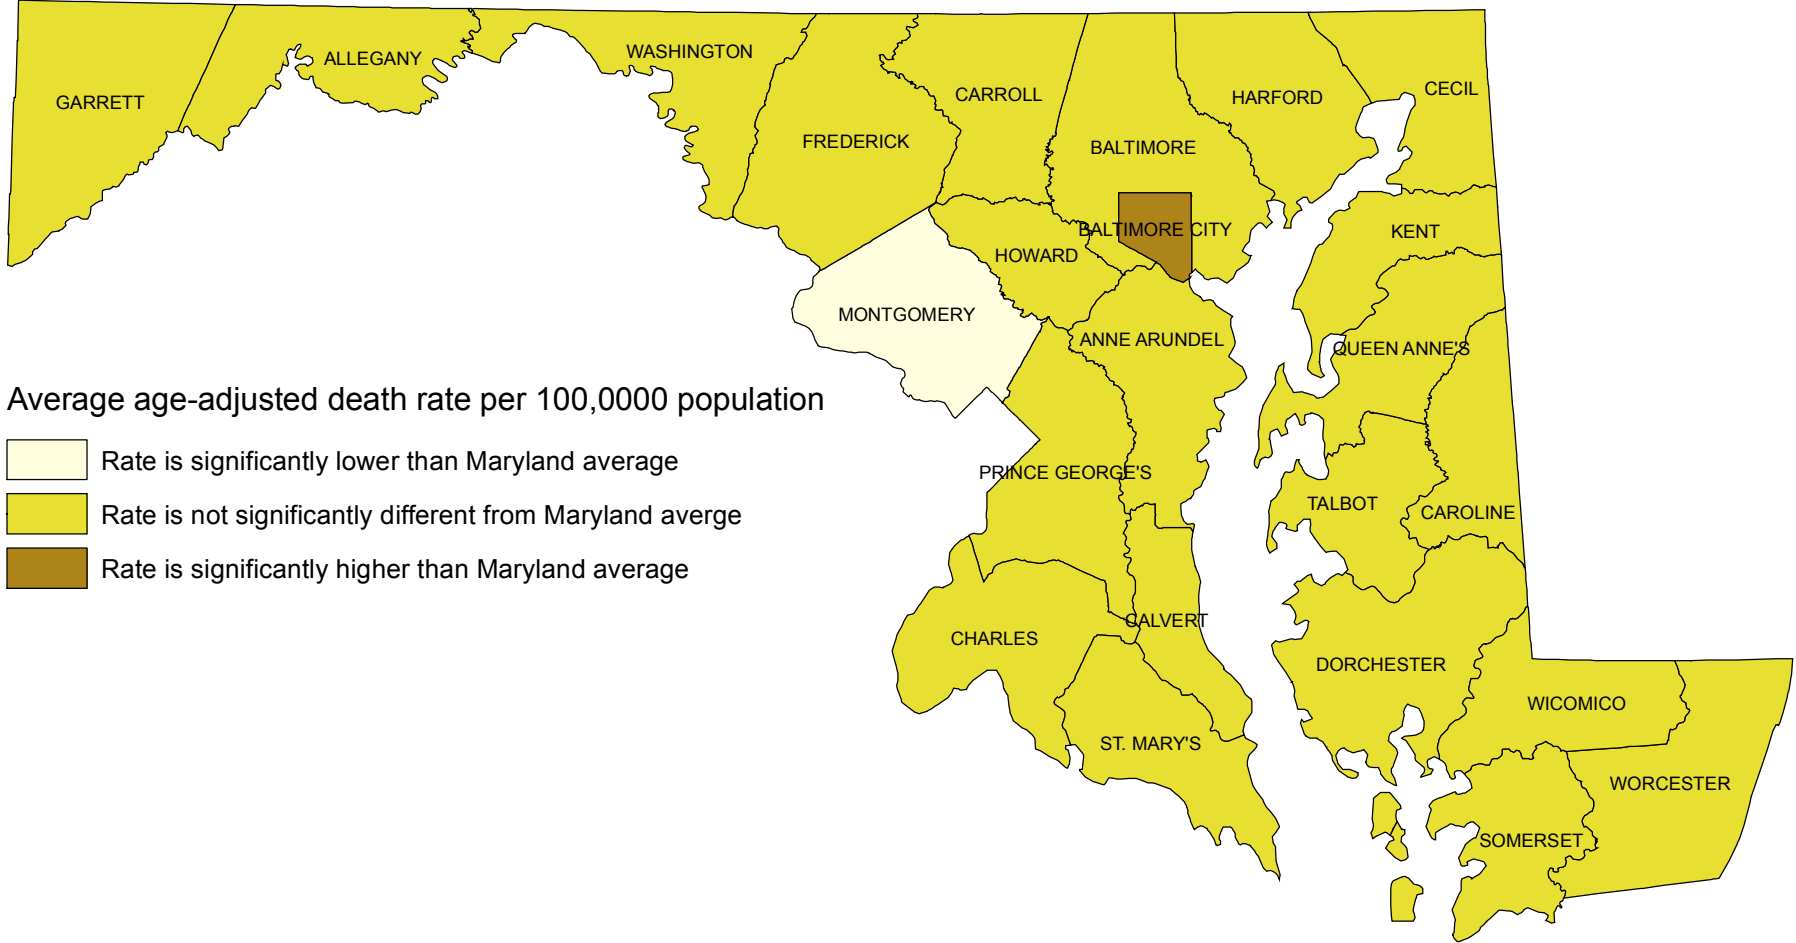 WASHINGTON
ALLEGANY
CECIL
CARROLL
HARFORD
GARRETT
FREDERICK
BALTIMORE
BALTIMORE CITY
KENT
HOWARD
MONTGOMERY
ANNE ARUNDEL
QUEEN ANNE'S
Average age-adjusted death rate per 100,0000 population
Rate is significantly lower than Maryland average
PRINCE GEORGE'S
TALBOT
CAROLINE
Rate is not significantly different from Maryland averge
Rate is significantly higher than Maryland average
CALVERT
CHARLES
DORCHESTER
WICOMICO
ST. MARY'S
WORCESTER
SOMERSET